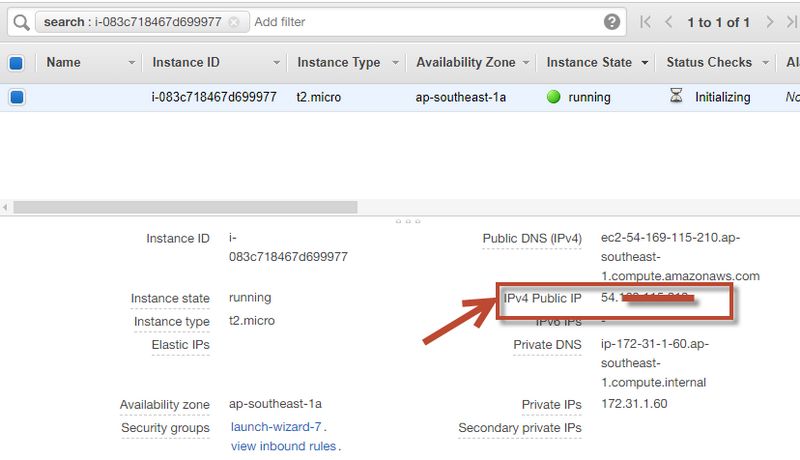 search : i-083c718467d699977 Add filter 1 to 1 of 1
Name Instance ID Instance Type Availability Zone Instance State Status Checks
i-083c718467d699977 t2.micro ap-southeast-1a running Initializing
Instance ID i-
083c718467d699977
Public DNS (IPv4) ec2-54-169-115-210.ap-
southeast-
1.compute.amazonaws.com
Instance state running
IPv4 Public IP 54.
Instance type t2.micro
IPv6 IPs -
Elastic IPs
Private DNS ip-172-31-1-60.ap-
southeast-
1.compute.internal
Availability zone ap-southeast-1a
Private IPs 172.31.1.60
Security groups launch-wizard-7.
view inbound rules.
Secondary private IPs